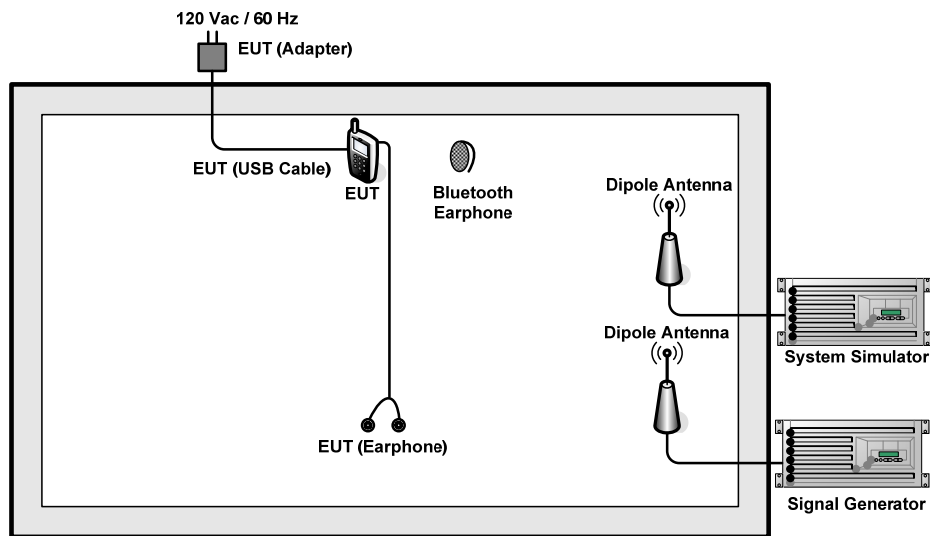 120 Vac / 60 Hz
EUT (Adapter)
EUT (USB Cable)
EUT
Bluetooth
Earphone
Dipole Antenna
System Simulator
Dipole Antenna
EUT (Earphone)
Signal Generator